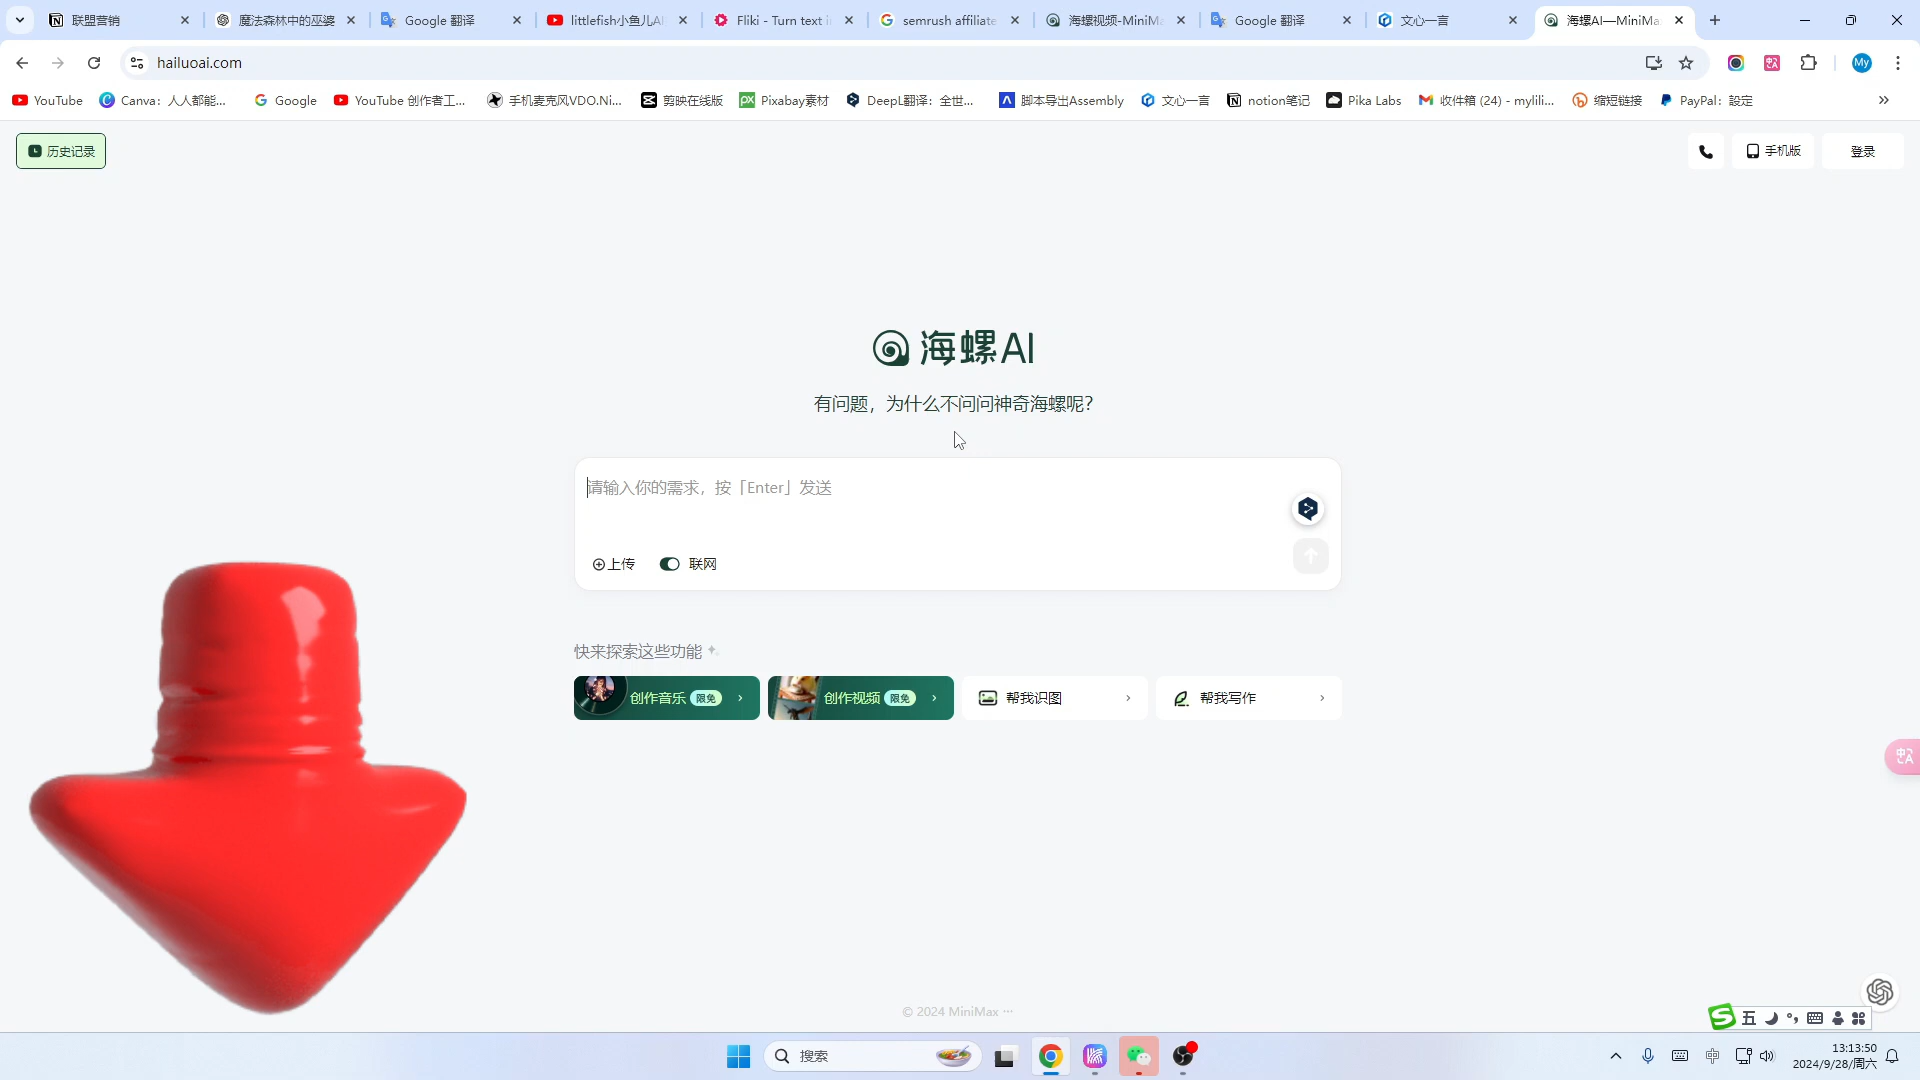 联盟营销
魔法森林中的巫婆
Google 翻译
littlefish小鱼儿AI
Fliki - Turn text i
semrush affiliate
海螺视频-MiniMa
Google 翻译
文心一言
海螺AI—MiniMa
hailuoai.com
My
YouTube
Canva：人人都能...
Google
YouTube 创作者工...
手机麦克风VDO.Ni...
剪映在线版
Pixabay素材
DeepL翻译：全世...
脚本导出Assembly
文心一言
notion笔记
Pika Labs
收件箱 (24) - mylili...
缩短链接
PayPal：設定
历史记录
手机版
登录
海螺AI
有问题，为什么不问问神奇海螺呢？
请输入你的需求，按「Enter」发送
上传
联网
快来探索这些功能
创作音乐 限免
创作视频 限免
帮我识图
帮我写作
© 2024 MiniMax ···
五
搜索
中
13:13:50
2024/9/28/周六